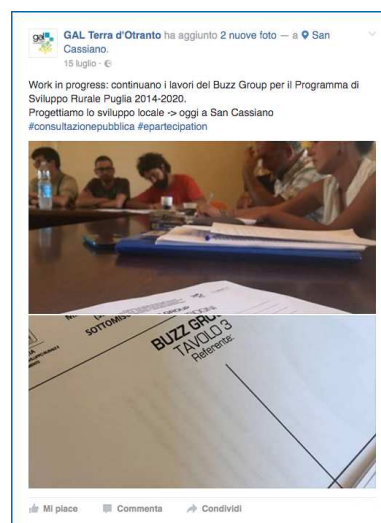 gal
GAL Terra d'Otranto ha aggiunto 2 nuove foto — a San
Cassiano.
15 luglio ·
Work in progress: continuano i lavori del Buzz Group per il Programma di
Sviluppo Rurale Puglia 2014-2020.
Progettiamo lo sviluppo locale -> oggi a San Cassiano
#consultazionepubblica #epartecipation
BUZZ GRO
TAVOLO 3
Referente:
Mi piace
Commenta
Condividi